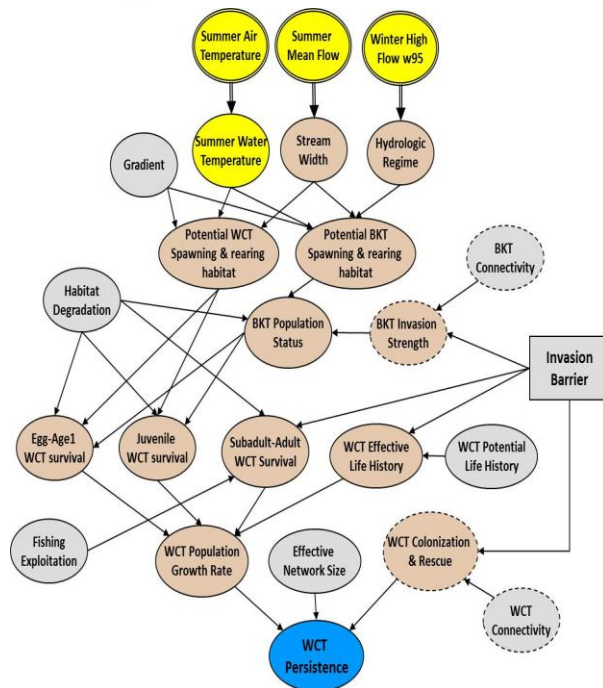 Summer Air
Temperature
Summer
Mean Flow
Winter High
Flow w95
Summer Water
Temperature
Stream
Width
Hydrologic
Regime
Gradient
Potential WCT
Spawning & rearing
habitat
Potential BKT
Spawning & rearing
habitat
BKT
Connectivity
Habitat
Degradation
BKT Population
Status
BKT Invasion
Strength
Invasion
Barrier
Egg-Age1
WCT survival
Juvenile
WCT survival
Subadult-Adult
WCT Survival
WCT Effective
Life History
WCT Potential
Life History
Fishing
Exploitation
WCT Population
Growth Rate
Effective
Network Size
WCT Colonization
& Rescue
WCT
Connectivity
WCT
Persistence